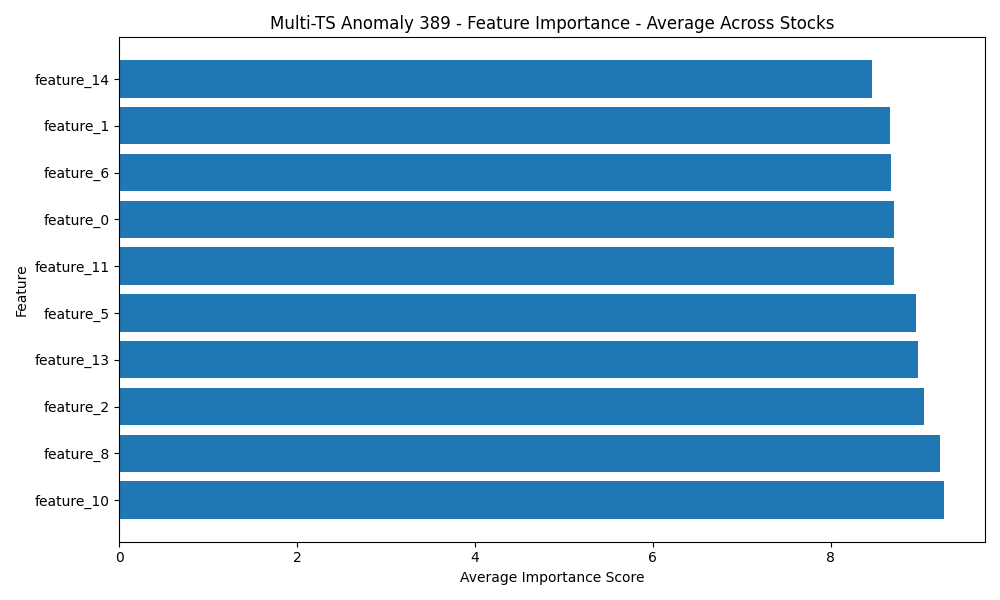 Multi-TS Anomaly 389 - Feature Importance - Average Across Stocks
feature_14
feature_1
feature_6
feature_0
feature_11
feature_5
feature_13
feature_2
feature_8
feature_10
Feature
0 2 4 6 8
Average Importance Score